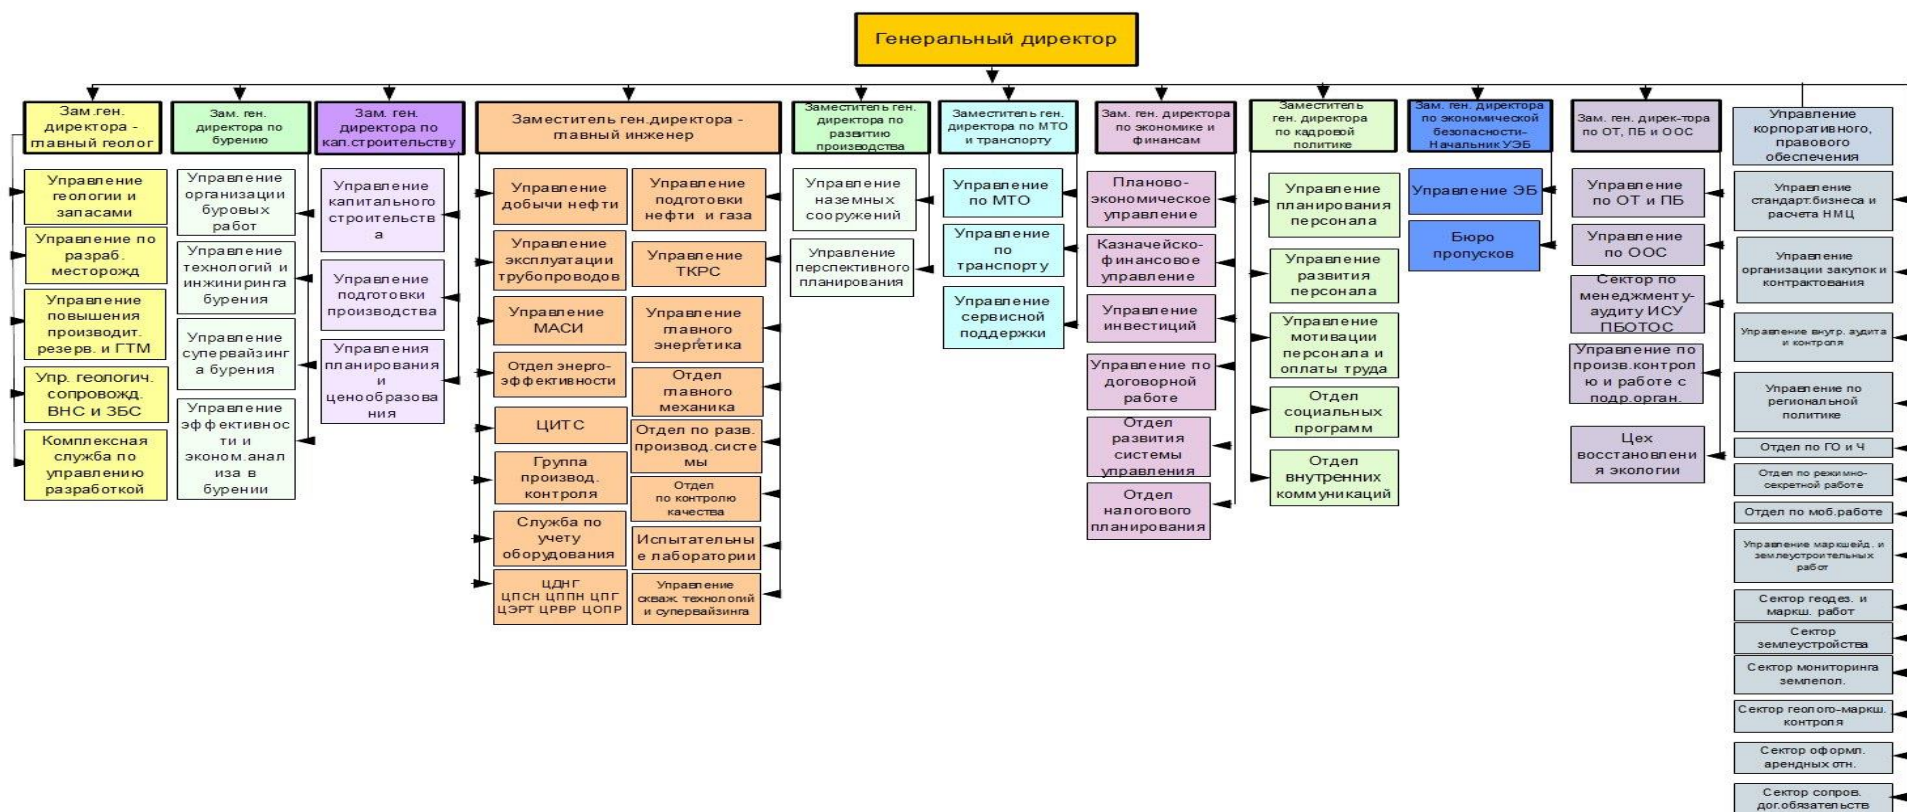 Генеральный директор
Зам.ген.
директора -
главный геолог
Управление
геологии и
запасами
Управление по
разраб.
месторожд
Управление
повышения
производит.
резерв. и ГТМ
Упр. геологич.
сопровожд.
ВНС и ЗБС
Комплексная
служба по
управлению
разработкой
Зам. ген.
директора по
бурению
Управление
организации
буровых
работ
Управление
технологий и
инжиниринга
бурения
Управление
супервайзинг
а бурения
Управление
эффективнос
ти и
эконом.анал
иза в
бурении
Зам. ген.
директора по
кап.строительству
Управление
капитального
строительств
а
Управление
подготовки
производства
Управления
планирования
и
ценообразова
ния
Заместитель ген.директора -
главный инженер
Управление
добычи нефти
Управление
эксплуатации
трубопроводов
Управление
МАСИ
Отдел энерго-
эффективности
ЦИТС
Группа
производ.
контроля
Служба по
учету
оборудования
ЦДНГ
ЦПСН ЦППН ЦПГ
ЦЭРТ ЦРВР ЦОПР
Управление
подготовки
нефти и газа
Управление
ТКРС
Управление
главного
энергетика
Отдел
главного
механика
Отдел по разв.
производ.систе
мы
Отдел
по контролю
качества
Испытательны
е лаборатории
Управление
скваж. технологий
и супервайзинга
Заместитель ген.
директора по
развитию
производства
Управление
наземных
сооружений
Управление
перспективного
планирования
Заместитель ген.
директора по МТО
и транспорту
Управление
по МТО
Управление
по
транспорту
Управление
сервисной
поддержки
Зам. ген. директора
по экономике и
финансам
Планово-
экономическое
управление
Казначейско-
финансовое
управление
Управление
инвестиций
Управление по
договорной
работе
Отдел
развития
системы
управления
Отдел
налогового
планирования
Заместитель
ген. директора
по кадровой
политике
Управление
планирования
персонала
Управление
развития
персонала
Управление
мотивации
персонала и
оплаты труда
Отдел
социальных
программ
Отдел
внутренних
коммуникаций
Зам. ген. директора
по экономической
безопасности-
Начальник УЭБ
Управление ЭБ
Бюро
пропусков
Зам. ген. дирек-тора
по ОТ, ПБ и ООС
Управление
по ОТ и ПБ
Управление
по ООС
Сектор по
менеджменту-
аудиту ИСУ
ПБОТОС
Управление по
произв.контрол
ю и работе с
подр.орган.
Цех
восстановлени
я экологии
Управление
корпоративного,
правового
обеспечения
Управление
стандарт.бизнеса и
расчета НМЦ
Управление
организации закупок и
контрактования
Управление внутр. аудита
и контроля
Управление по
региональной
политике
Отдел по ГО и Ч
Отдел по режимно-
секретной работе
Отдел по моб.работе
Управление маркшейд. и
землеустроительных
работ
Сектор геодез. и
маркш. работ
Сектор
землеустройства
Сектор мониторинга
землепол.
Сектор геолого-маркш.
контроля
Сектор оформл.
арендных отн.
Сектор сопров.
дог.обязательств